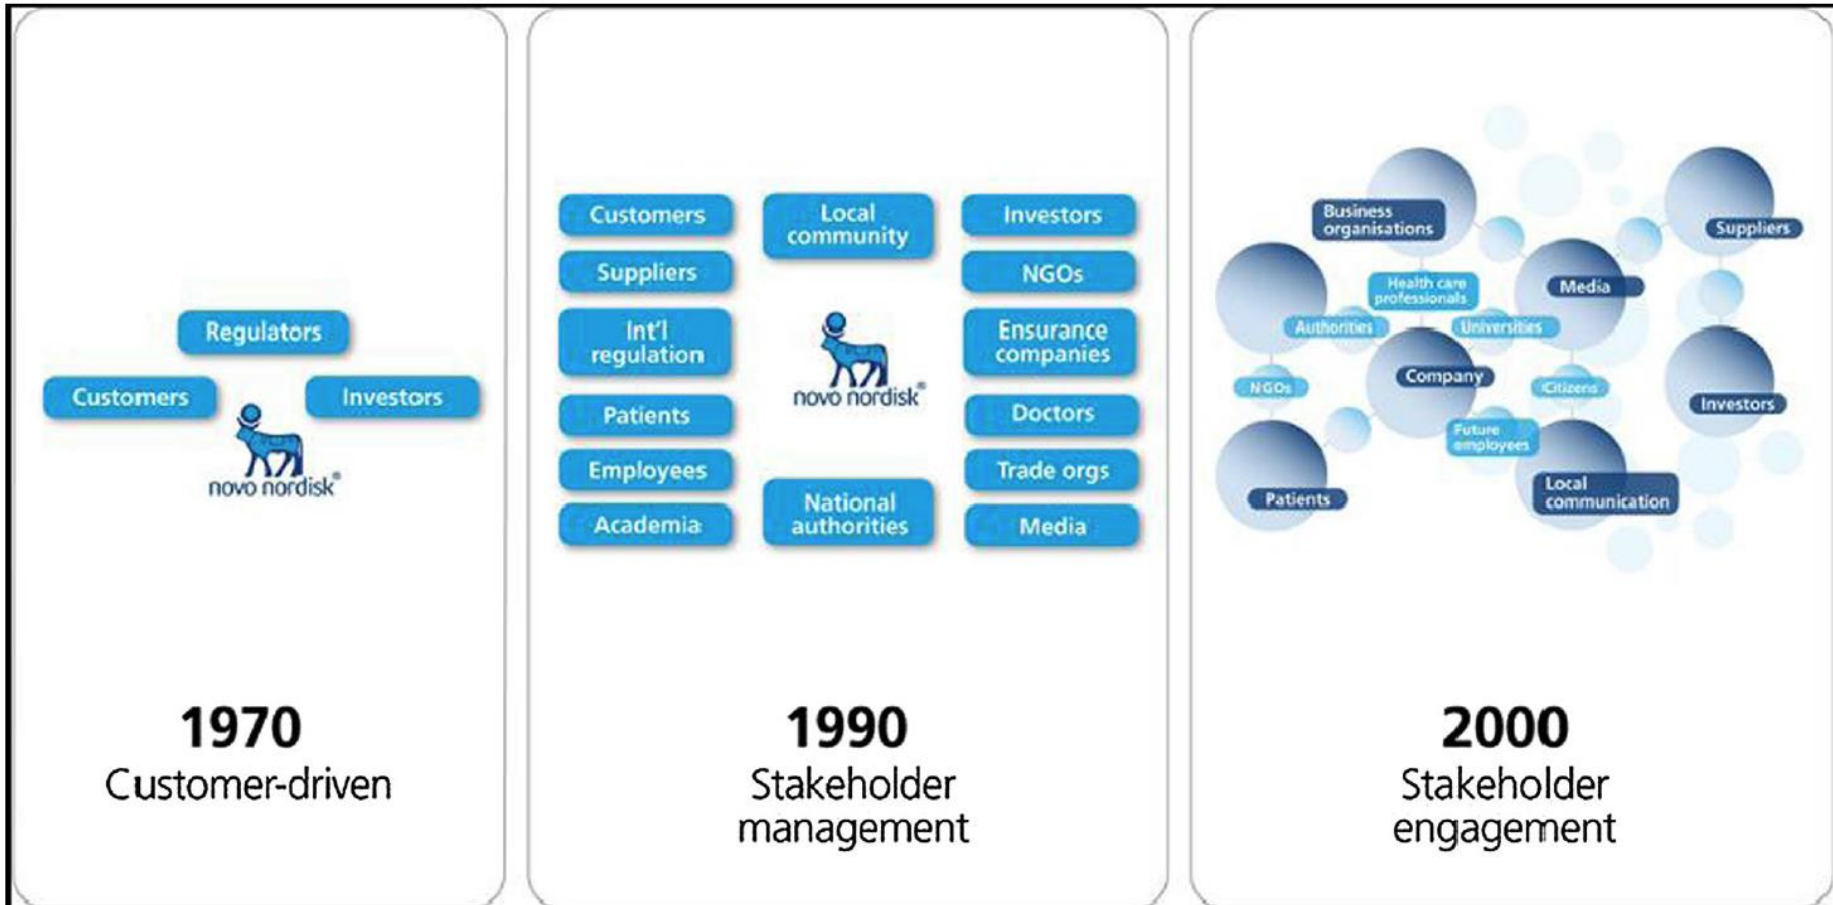 Regulators
Customers
Investors
novo nordisk®
1970
Customer-driven
Customers
Suppliers
Int'l
regulation
Patients
Employees
Academia
Local
community
novo nordisk®
National
authorities
Investors
NGOs
Ensurance
companies
Doctors
Trade orgs
Media
1990
Stakeholder
management
Business
organisations
Suppliers
Health care
professionals
Media
Authorities
Universities
Company
NGOs
Citizens
Investors
Future
employees
Patients
Local
communication
2000
Stakeholder
engagement